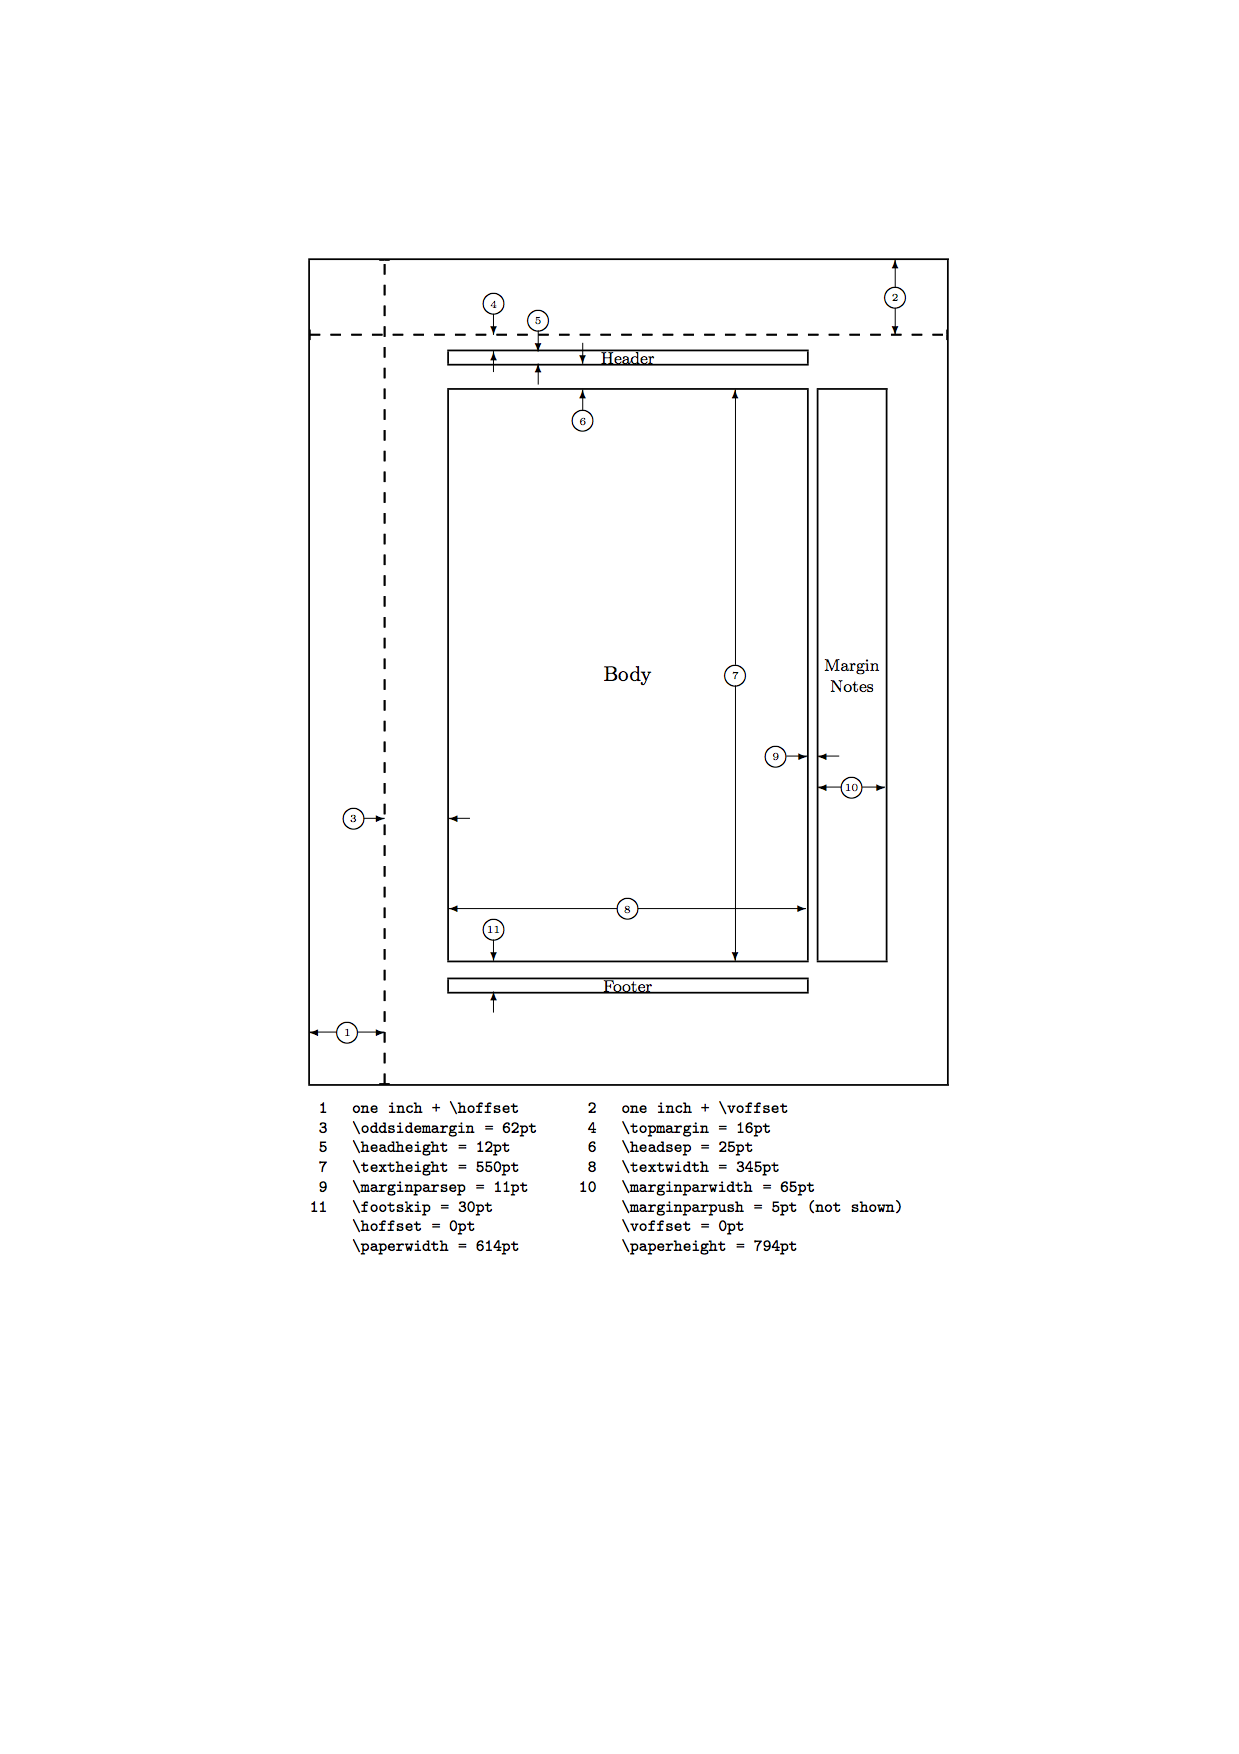 2
4
5
Header
6
Body
7
Margin
Notes
9
10
3
8
11
Footer
1
1 one inch + \hoffset 2 one inch + \voffset
3 \oddsidemargin = 62pt 4 \topmargin = 16pt
5 \headheight = 12pt 6 \headsep = 25pt
7 \textheight = 550pt 8 \textwidth = 345pt
9 \marginparsep = 11pt 10 \marginparwidth = 65pt
11 \footskip = 30pt \marginparpush = 5pt (not shown)
\hoffset = 0pt \voffset = 0pt
\paperwidth = 614pt \paperheight = 794pt